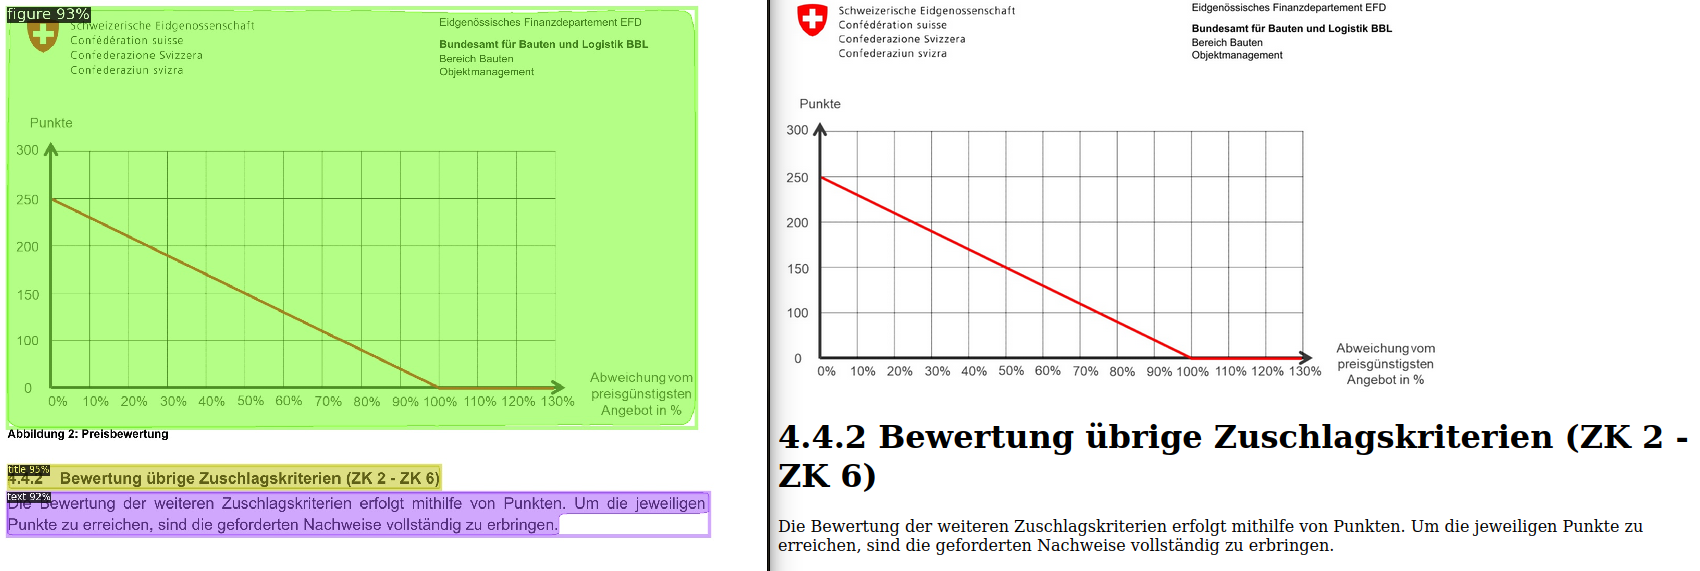 figure 93%
Schweizerische Eidgenossenschaft
Confédération suisse
Confederazione Svizzera
Confederaziun svizra
Eidgenössisches Finanzdepartement EFD
Bundesamt für Bauten und Logistik BBL
Bereich Bauten
Objektmanagement
Punkte
300
250
200
150
100
0
0% 10% 20% 30% 40% 50% 60% 70% 80% 90% 100% 110% 120% 130%
Abweichung vom
preisgünstigsten
Angebot in %
Abbildung 2: Preisbewertung
title 95%
4.4.2 Bewertung übrige Zuschlagskriterien (ZK 2 - ZK 6)
text 92%
Die Bewertung der weiteren Zuschlagskriterien erfolgt mithilfe von Punkten. Um die jeweiligen
Punkte zu erreichen, sind die geforderten Nachweise vollständig zu erbringen.
Schweizerische Eidgenossenschaft
Confédération suisse
Confederazione Svizzera
Confederaziun svizra
Eidgenössisches Finanzdepartement EFD
Bundesamt für Bauten und Logistik BBL
Bereich Bauten
Objektmanagement
Punkte
300
250
200
150
100
0
0% 10% 20% 30% 40% 50% 60% 70% 80% 90% 100% 110% 120% 130%
Abweichung vom
preisgünstigsten
Angebot in %
4.4.2 Bewertung übrige Zuschlagskriterien (ZK 2 -
ZK 6)
Die Bewertung der weiteren Zuschlagskriterien erfolgt mithilfe von Punkten. Um die jeweiligen Punkte zu
erreichen, sind die geforderten Nachweise vollständig zu erbringen.